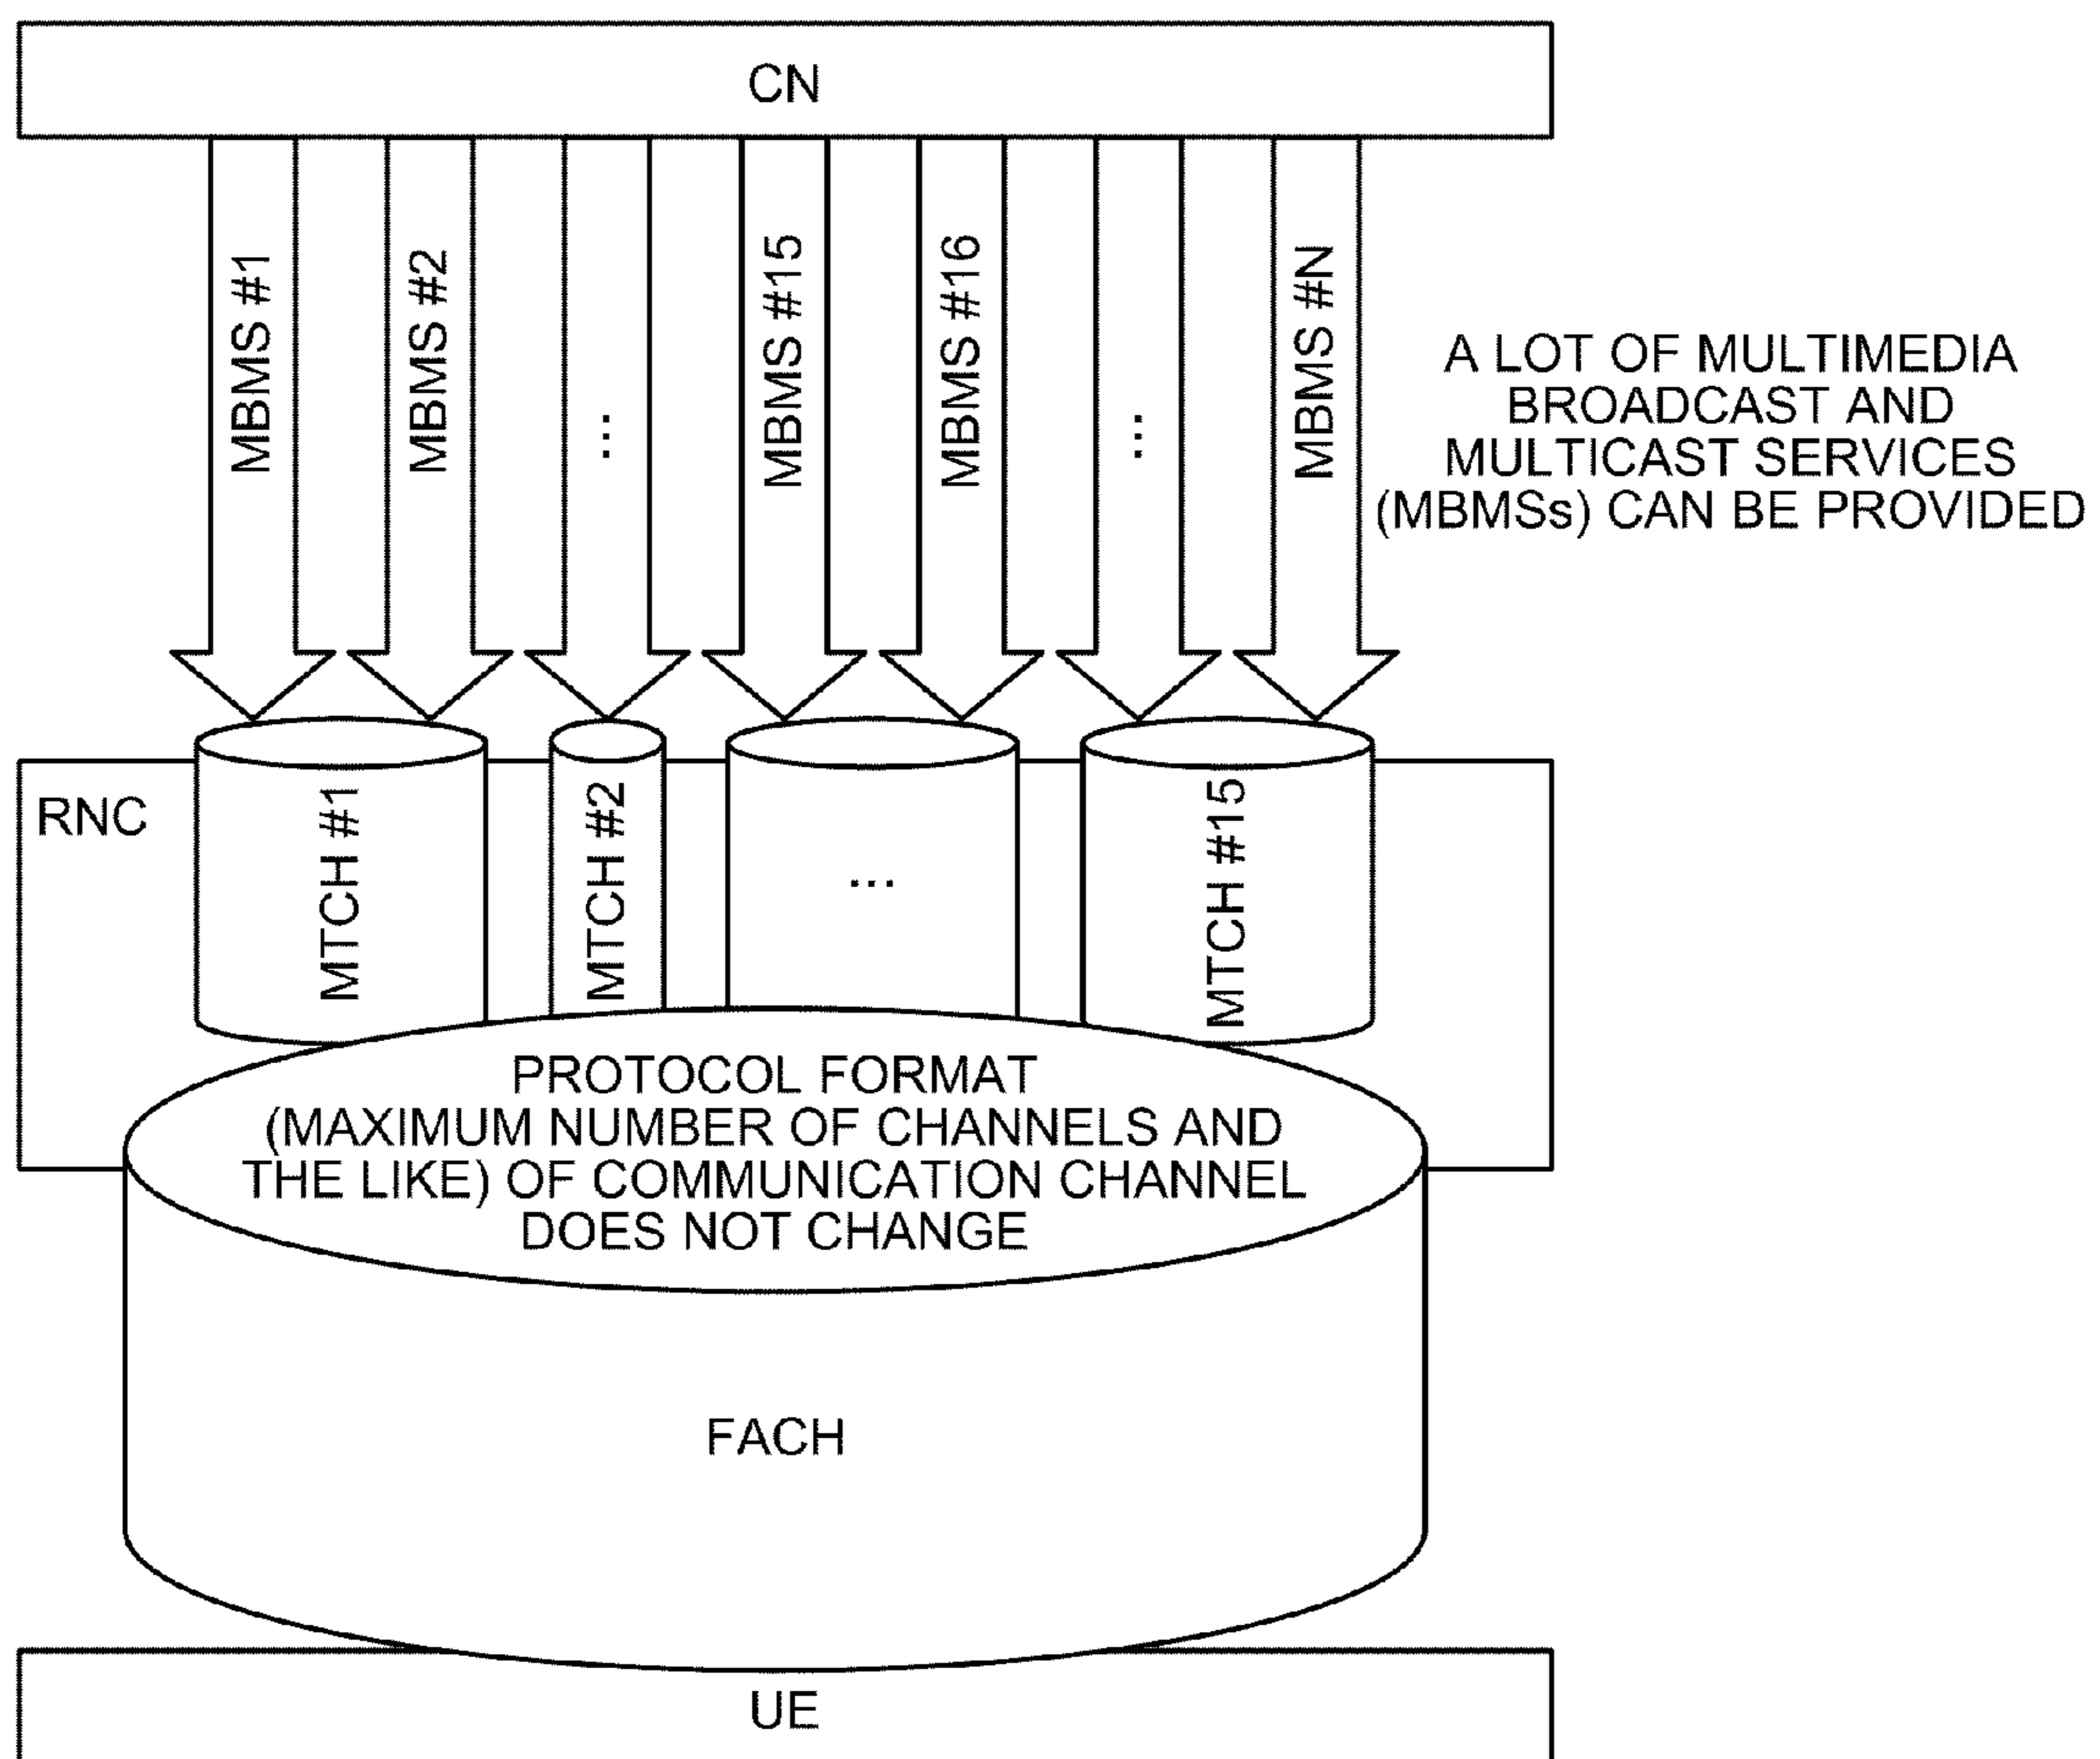 CN
MBMS #1
MBMS #2
...
MBMS #15
MBMS #16
...
MBMS #N
A LOT OF MULTIMEDIA
BROADCAST AND
MULTICAST SERVICES
(MBMSs) CAN BE PROVIDED
RNC
MTCH #1
MTCH #2
...
MTCH #15
PROTOCOL FORMAT
(MAXIMUM NUMBER OF CHANNELS AND
THE LIKE) OF COMMUNICATION CHANNEL
DOES NOT CHANGE
FACH
UE